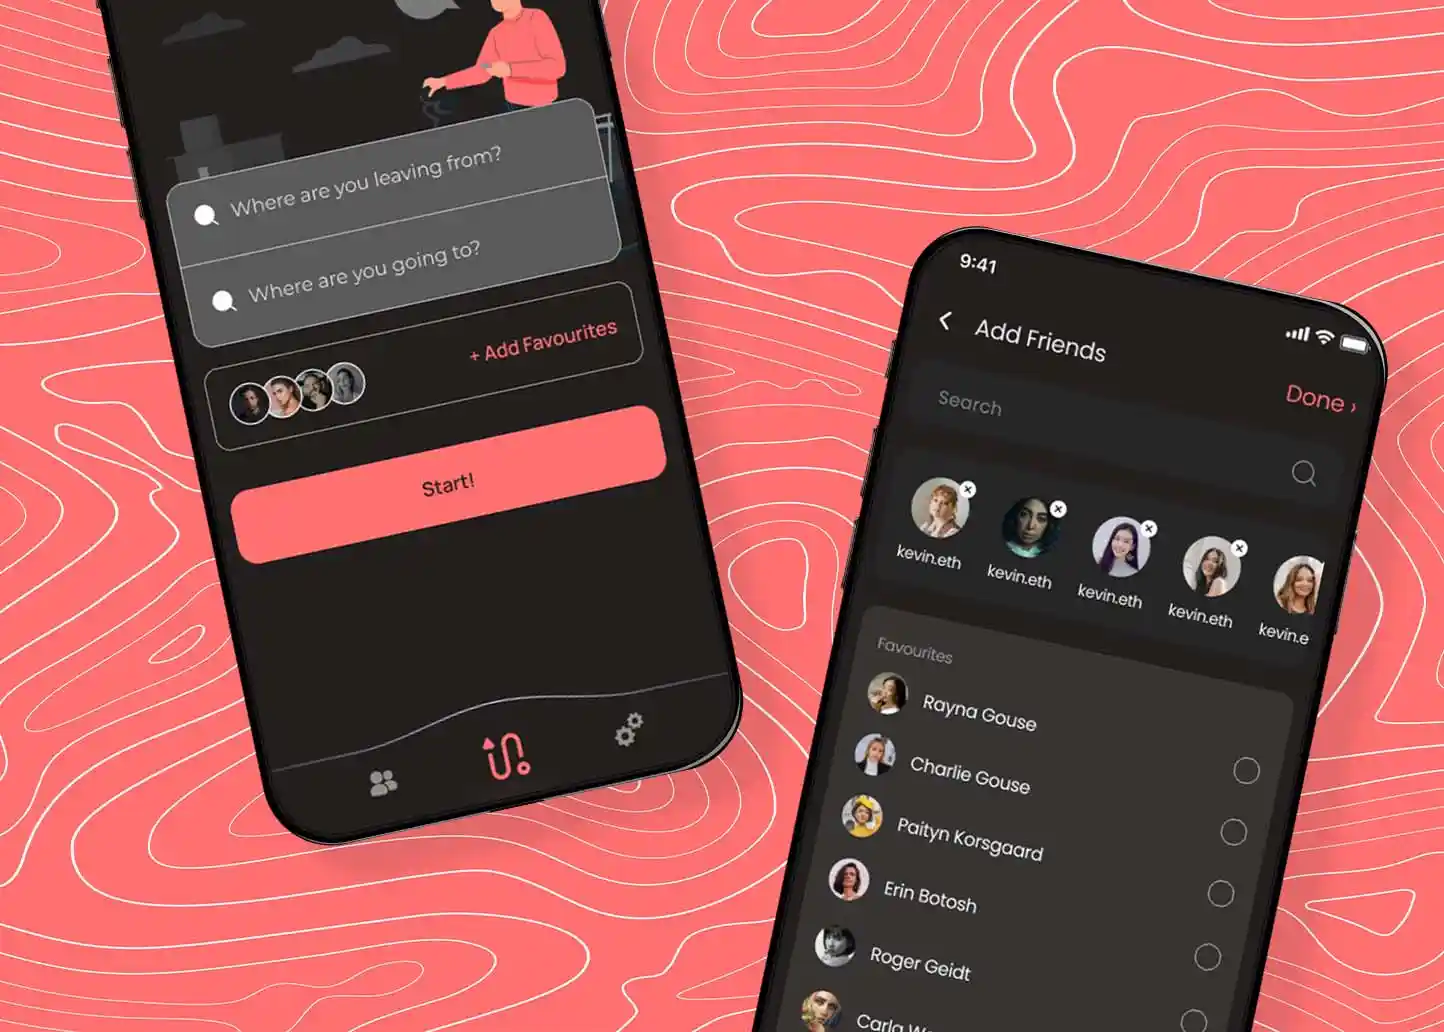 Where are you leaving from?
Where are you going to?
+ Add Favourites
Start!
9:41
Add Friends
Done ›
Search
kevin.eth
kevin.eth
kevin.eth
kevin.eth
kevin.e
Favourites
Rayna Gouse
Charlie Gouse
Paityn Korsgaard
Erin Botosh
Roger Geidt
Carla